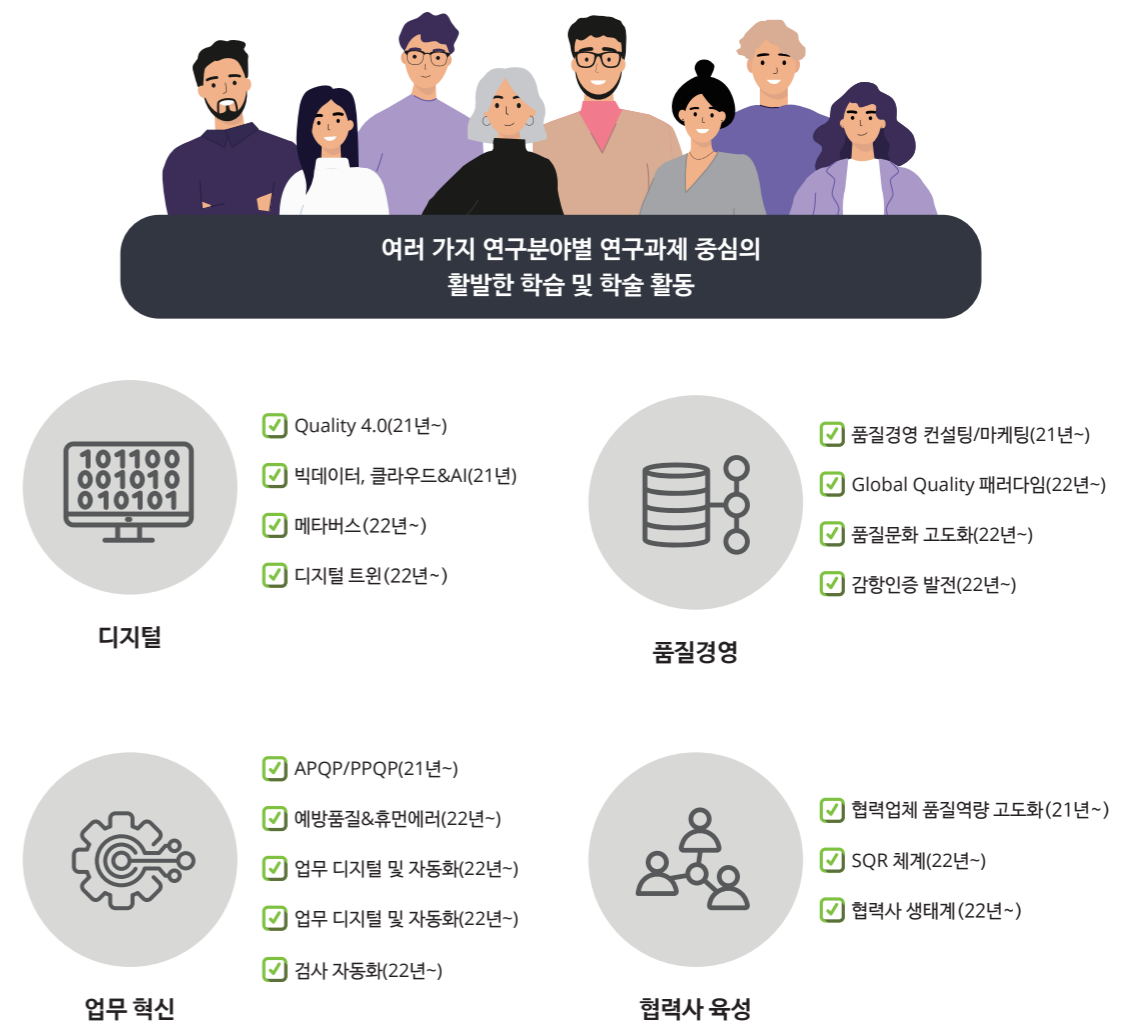 여러 가지 연구분야별 연구과제 중심의
활발한 학습 및 학술 활동
101100
001010
010101
Quality 4.0(21년~)
빅데이터, 클라우드&AI(21년)
메타버스(22년~)
디지털 트윈(22년~)
디지털
품질경영 컨설팅/마케팅(21년~)
Global Quality 패러다임(22년~)
품질문화 고도화(22년~)
감항인증 발전(22년~)
품질경영
APQP/PPQP(21년~)
예방품질&휴먼에러(22년~)
업무 디지털 및 자동화(22년~)
업무 디지털 및 자동화(22년~)
검사 자동화(22년~)
업무 혁신
협력업체 품질역량 고도화(21년~)
SQR 체계(22년~)
협력사 생태계(22년~)
협력사 육성